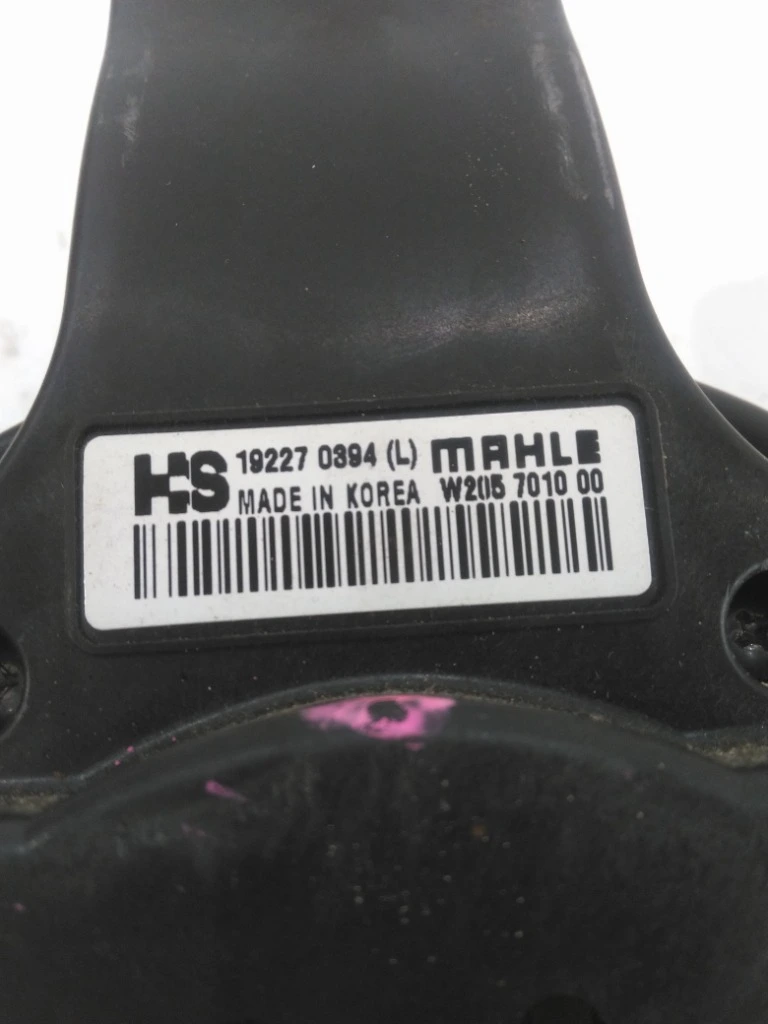 HS 19227 0394 (L) MAHLE
MADE IN KOREA W205 7010 00